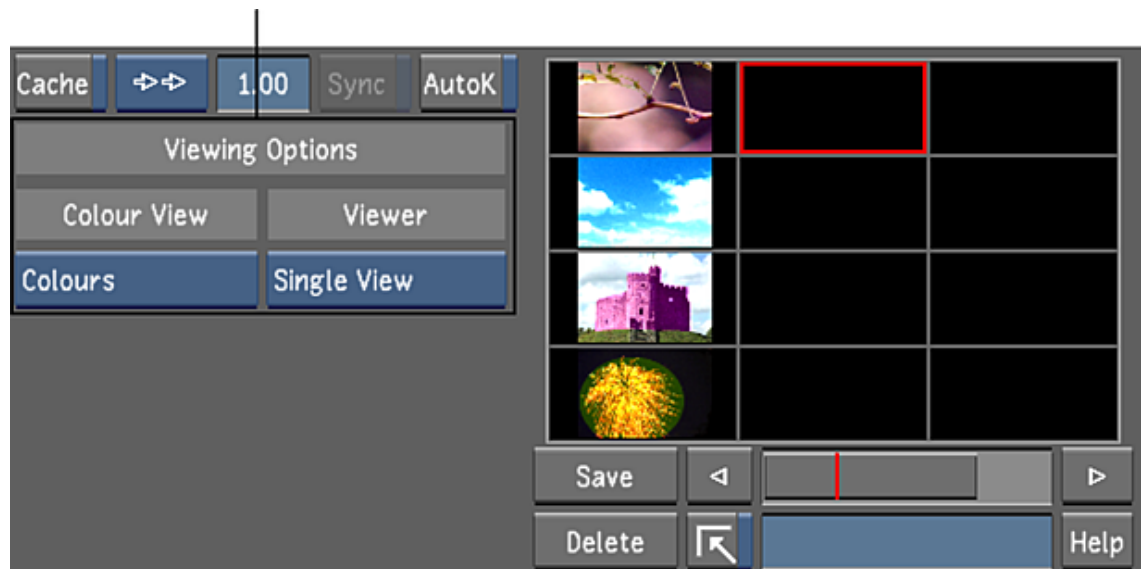 Cache 1.00 Sync AutoK
Viewing Options
Colour View Viewer
Colours Single View
Save
Delete Help